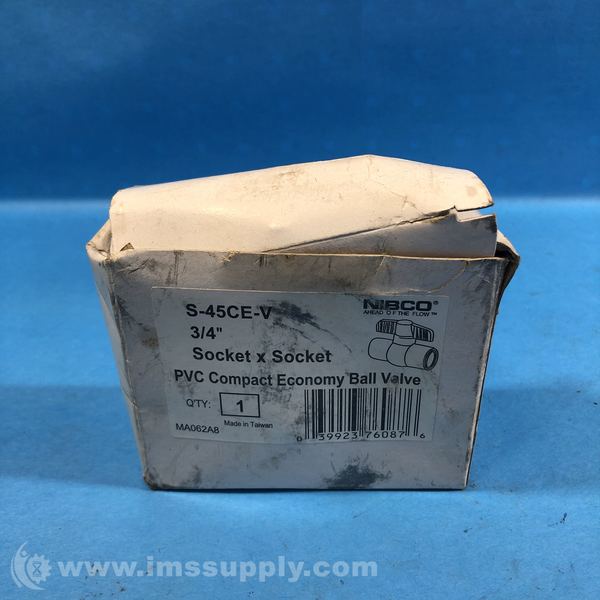 S-45CE-V
3/4"
Socket x Socket
NIBCO®
AHEAD OF THE FLOW™
PVC Compact Economy Ball Valve
Q'TY: 1
Made in Taiwan
MA062A8
0 39923 76087 6
www.imssupply.com